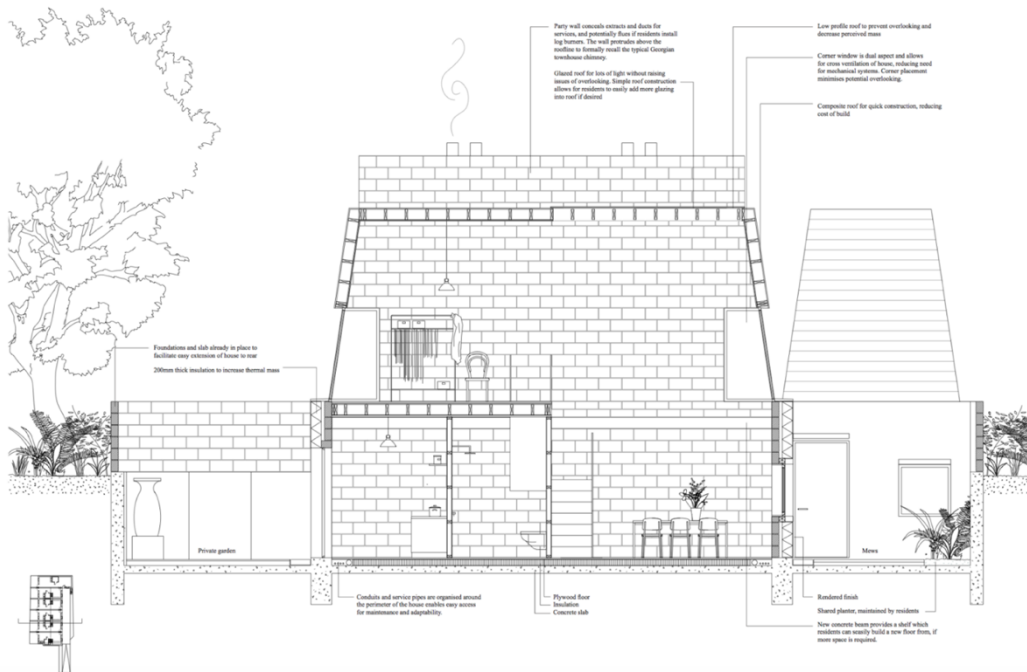 Party wall conceals extracts and ducts for
services, and potentially flues if residents install
log burners. The wall protrudes above the
roofline to formally recall the typical Georgian
townhouse chimney.
Glazed roof for lots of light without raising
issues of overlooking. Simple roof construction
allows for residents to easily add more glazing
into roof if desired
Low profile roof to prevent overlooking and
decrease perceived mass
Corner window is dual aspect and allows
for cross ventilation of house, reducing need
for mechanical systems. Corner placement
minimises potential overlooking.
Composite roof for quick construction, reducing
cost of build
Foundations and slab already in place to
facilitate easy extension of house to rear
200mm thick insulation to increase thermal mass
Private garden
Mews
Conduits and service pipes are organised around
the perimeter of the house enables easy access
for maintenance and adaptability.
Plywood floor
Insulation
Concrete slab
Rendered finish
Shared planter, maintained by residents
New concrete beam provides a shelf which
residents can seasily build a new floor from, if
more space is required.